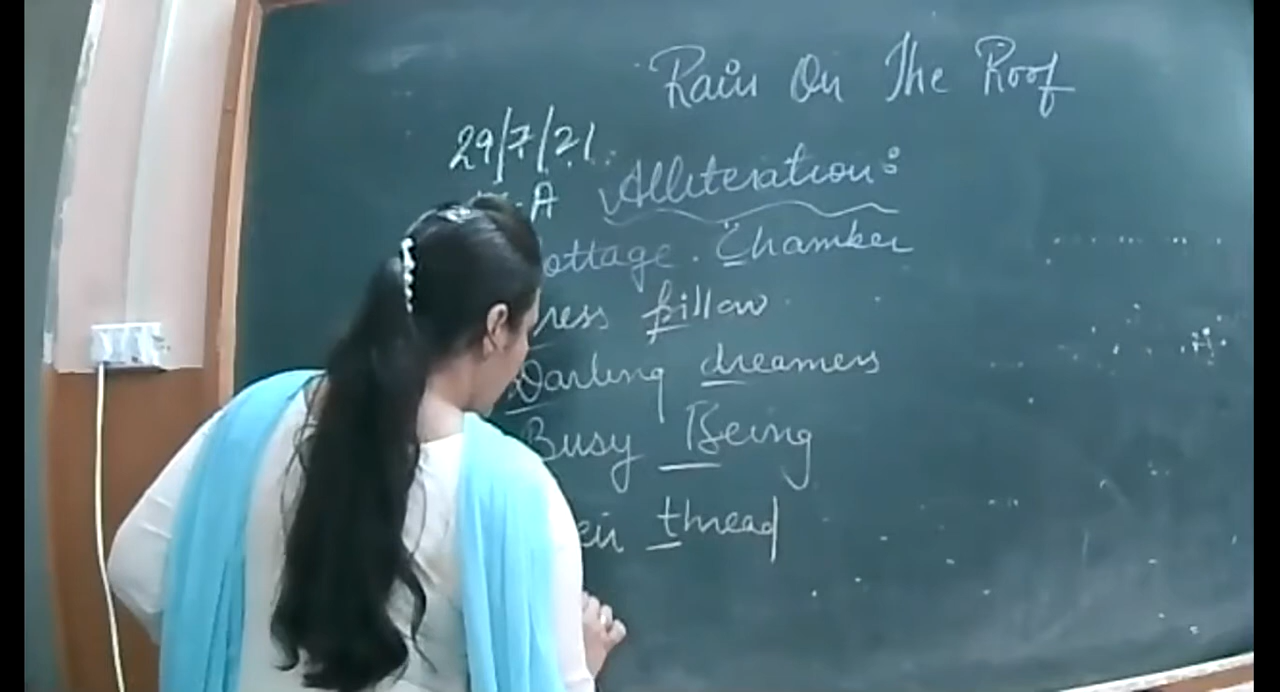 Rain On The Roof
29/7/21
A Alliteration:
ottage. Chamber
ress pillow
Darling dreamers
Busy Being
eir thread